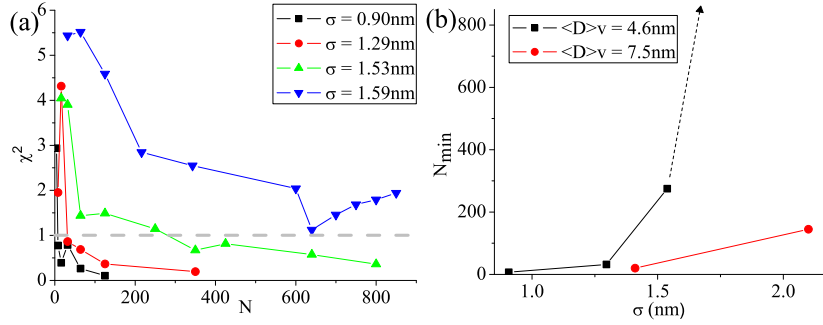 (a)
σ = 0.90nm
σ = 1.29nm
σ = 1.53nm
σ = 1.59nm
6
5
4
3
2
1
0
χ²
0 200 400 600 800
N
(b)
<D>v = 4.6nm
<D>v = 7.5nm
800
600
400
200
0
Nmin
1.0 1.5 2.0
σ (nm)